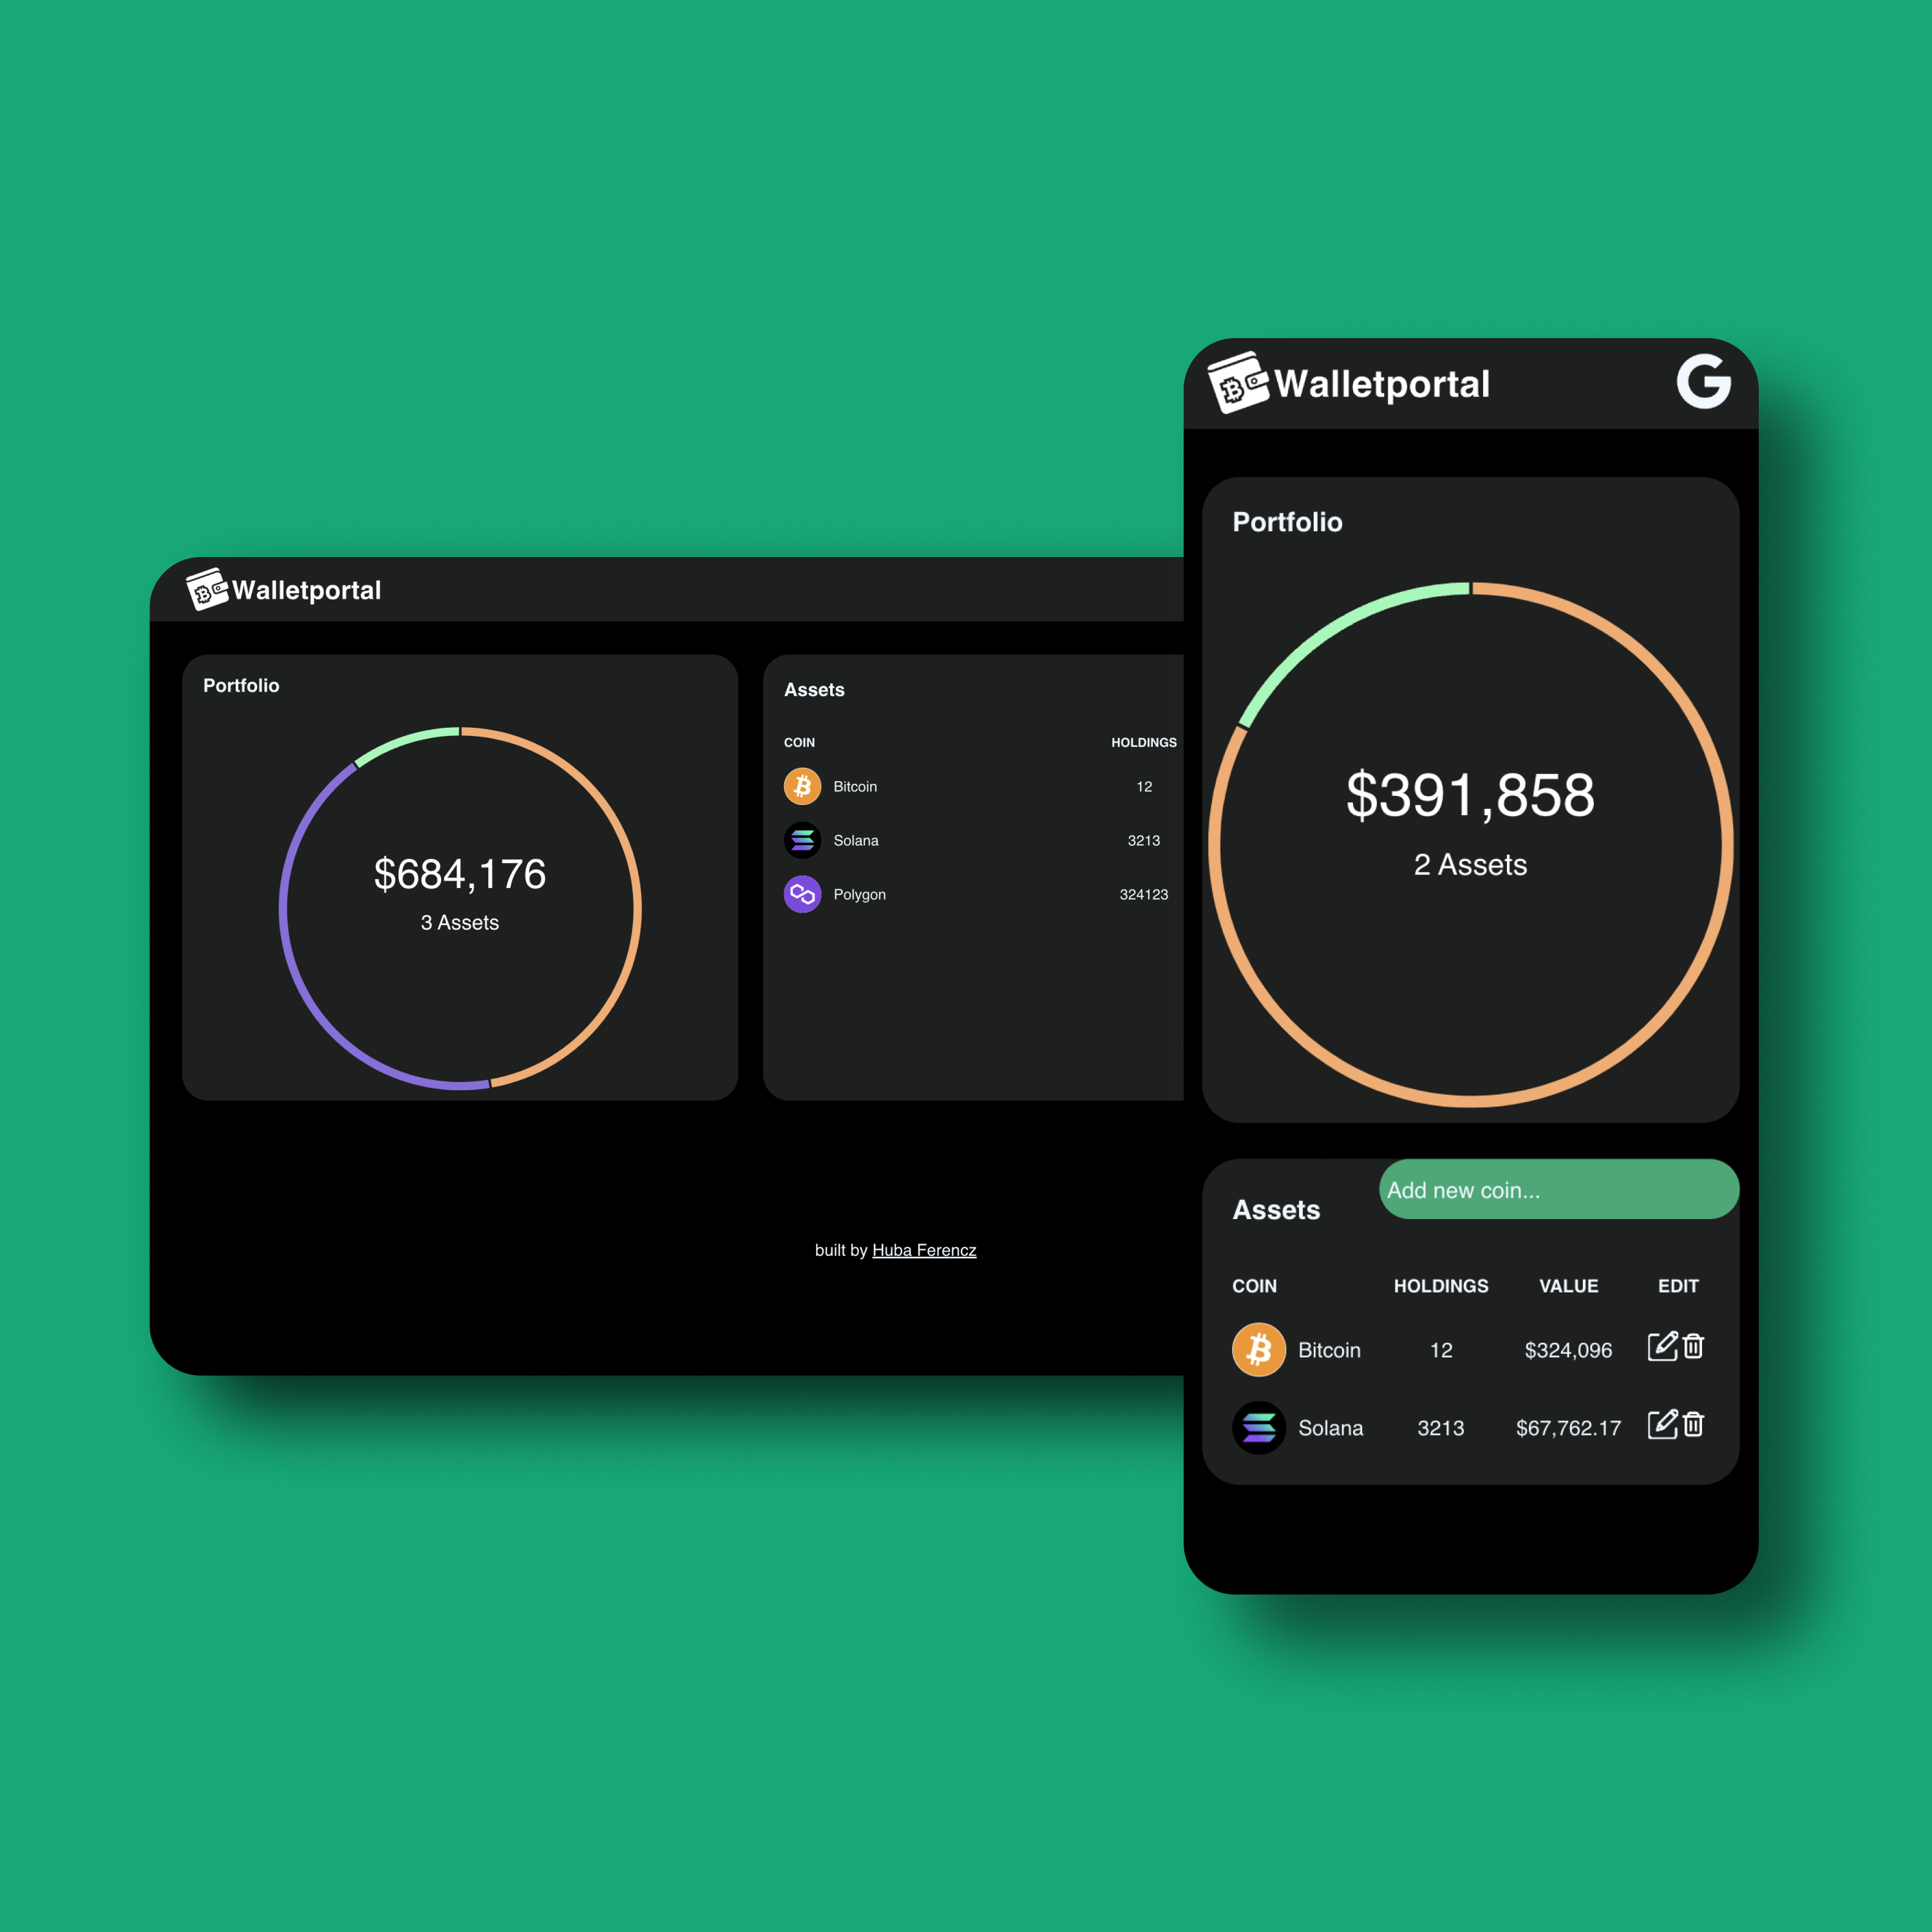 Walletportal
Portfolio
$684,176
3 Assets
Assets
COIN HOLDINGS
Bitcoin 12
Solana 3213
Polygon 324123
built by Huba Ferencz
Walletportal
Portfolio
$391,858
2 Assets
Assets
Add new coin...
COIN HOLDINGS VALUE EDIT
Bitcoin 12 $324,096
Solana 3213 $67,762.17